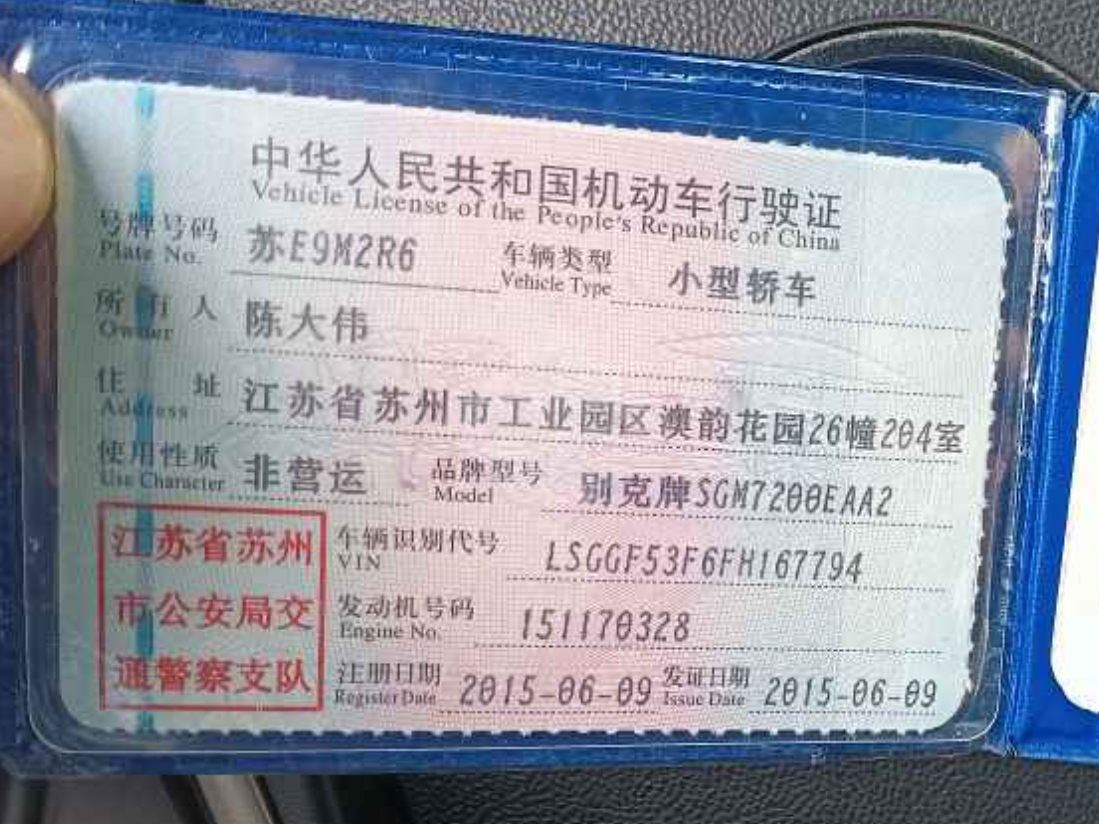 中华人民共和国机动车行驶证
Vehicle License of the People's Republic of China
号牌号码 苏E9M2R6 车辆类型 小型轿车
Plate No. Vehicle Type
所有人 陈大伟
Owner
住址 江苏省苏州市工业园区澳韵花园26幢204室
Address
使用性质 非营运 品牌型号 别克牌SGM7200EAA2
Use Character Model
江苏省苏州
市公安局交
通警察支队
车辆识别代号 LSGGF53F6FH167794
VIN
发动机号码 151170328
Engine No.
注册日期 2015-06-09 发证日期 2015-06-09
Register Date Issue Date